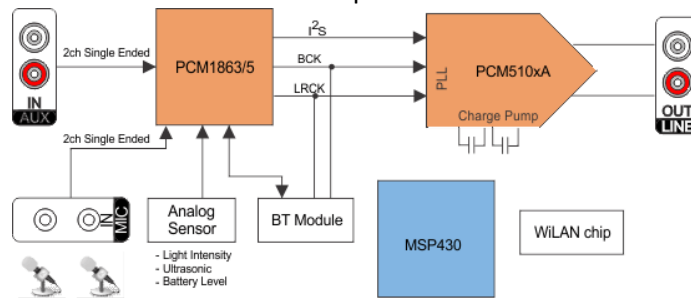 2ch Single Ended
IN
AUX
PCM1863/5
I²S
BCK
LRCK
PLL
PCM510xA
Charge Pump
OUT
LINE
2ch Single Ended
IN
MIC
Analog
Sensor
- Light Intensity
- Ultrasonic
- Battery Level
BT Module
MSP430
WiLAN chip